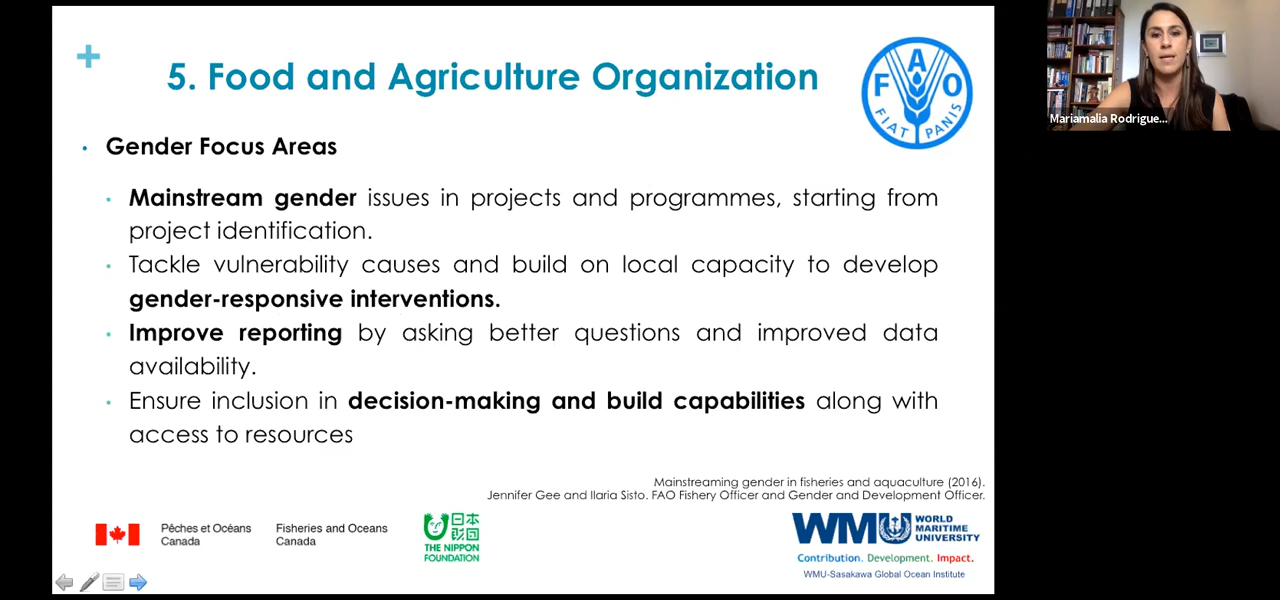 5. Food and Agriculture Organization
F A O
FIAT PANIS
• Gender Focus Areas
• Mainstream gender issues in projects and programmes, starting from
project identification.
• Tackle vulnerability causes and build on local capacity to develop
gender-responsive interventions.
• Improve reporting by asking better questions and improved data
availability.
• Ensure inclusion in decision-making and build capabilities along with
access to resources
Mainstreaming gender in fisheries and aquaculture (2016).
Jennifer Gee and Ilaria Sisto. FAO Fishery Officer and Gender and Development Officer.
Pêches et Océans
Canada
Fisheries and Oceans
Canada
日本
財団
THE NIPPON
FOUNDATION
WMU
WORLD
MARITIME
UNIVERSITY
Contribution. Development. Impact.
WMU-Sasakawa Global Ocean Institute
Mariamalia Rodrigue...